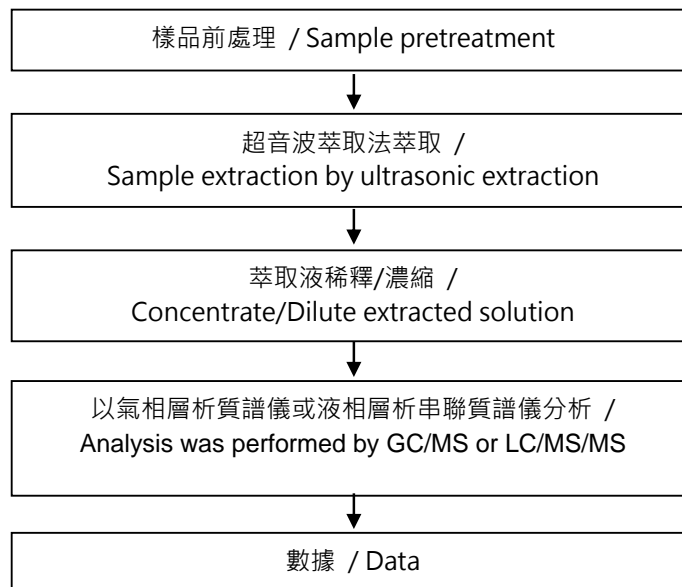 樣品前處理 / Sample pretreatment
超音波萃取法萃取 /
Sample extraction by ultrasonic extraction
萃取液稀釋/濃縮 /
Concentrate/Dilute extracted solution
以氣相層析質譜儀或液相層析串聯質譜儀分析 /
Analysis was performed by GC/MS or LC/MS/MS
數據 / Data